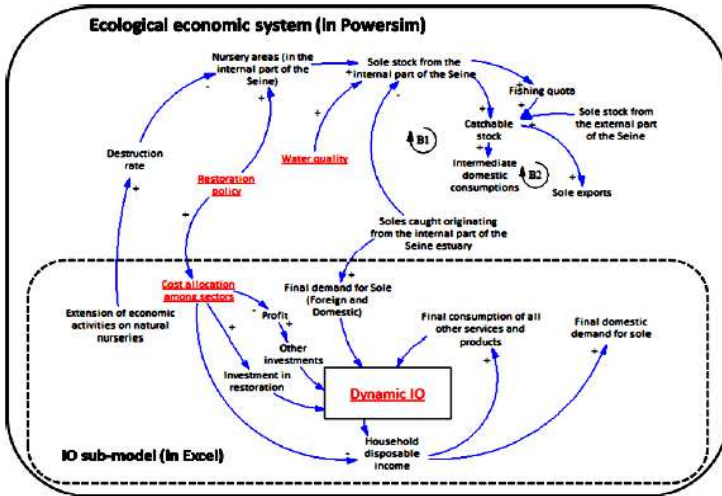 Ecological economic system (in Powersim)
Nursery areas (in the
internal part of the
Seine)
Sole stock from the
internal part of the Seine
Fishing quota
Catchable
stock
Sole stock from
the external part
of the Seine
Destruction
rate
Restoration
policy
Water quality
B1
Intermediate
domestic
consumptions
B2
Sole exports
Soles caught originating
from the internal part of the
Seine estuary
Cost allocation
among sectors
Extension of economic
activities on natural
nurseries
Profit
Other
investments
Investment in
restoration
Final demand for Sole
(Foreign and
Domestic)
Final consumption of all
other services and
products
Final domestic
demand for sole
Dynamic IO
Household
disposable
income
IO sub-model (in Excel)